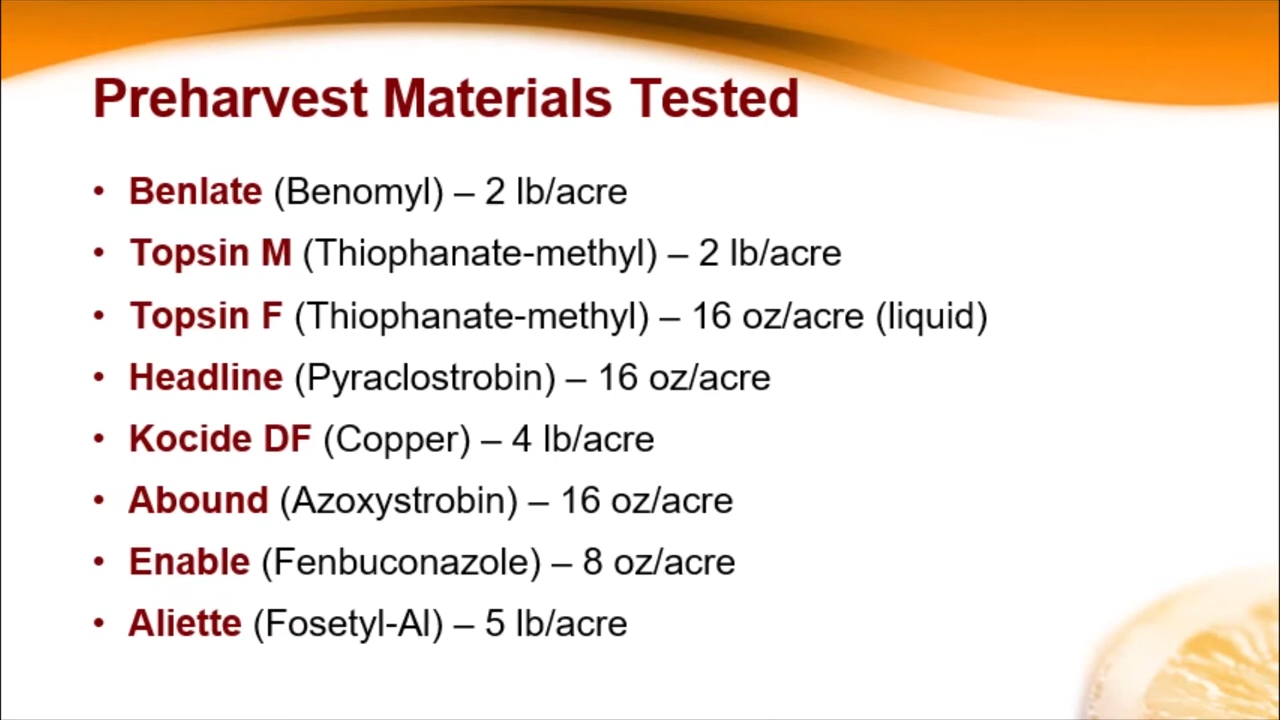 Preharvest Materials Tested
• Benlate (Benomyl) – 2 lb/acre
• Topsin M (Thiophanate-methyl) – 2 lb/acre
• Topsin F (Thiophanate-methyl) – 16 oz/acre (liquid)
• Headline (Pyraclostrobin) – 16 oz/acre
• Kocide DF (Copper) – 4 lb/acre
• Abound (Azoxystrobin) – 16 oz/acre
• Enable (Fenbuconazole) – 8 oz/acre
• Aliette (Fosetyl-Al) – 5 lb/acre